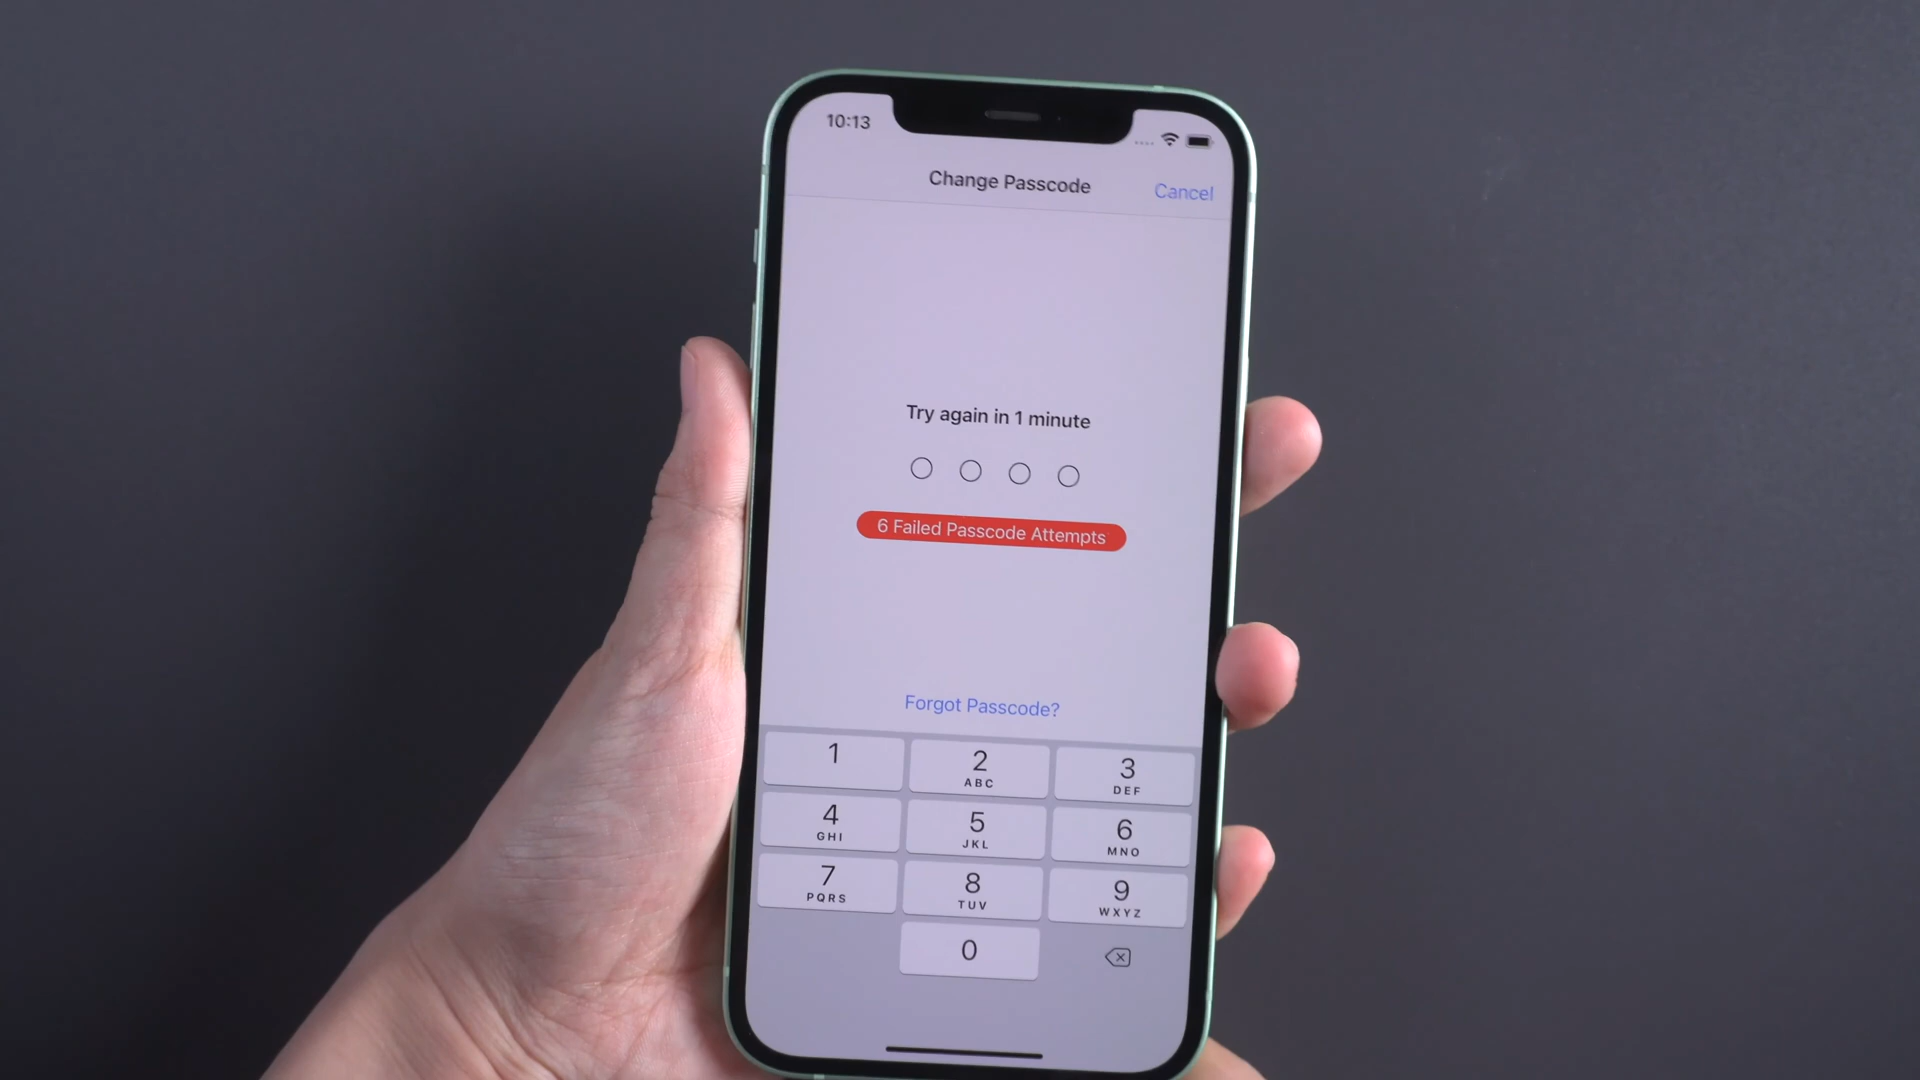 10:13
Change Passcode
Cancel
Try again in 1 minute
6 Failed Passcode Attempts
Forgot Passcode?
1
2
ABC
3
DEF
4
GHI
5
JKL
6
MNO
7
PQRS
8
TUV
9
WXYZ
0